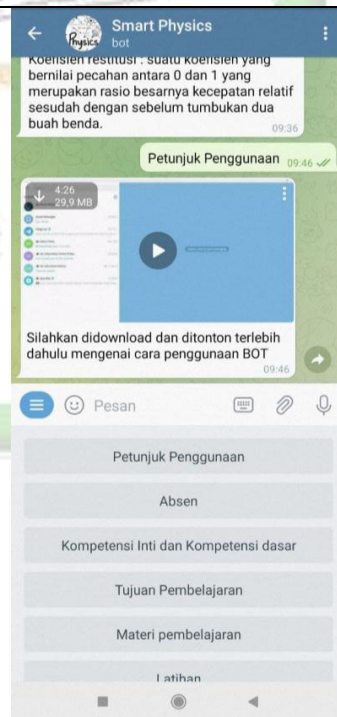 Smart Physics
bot
Physics
Koefisien restitusi : suatu koefisien yang
bernilai pecahan antara 0 dan 1 yang
merupakan rasio besarnya kecepatan relatif
sesudah dengan sebelum tumbukan dua
buah benda.
09:36
Petunjuk Penggunaan 09:46
4:26
29,9 MB
Silahkan didownload dan ditonton terlebih
dahulu mengenai cara penggunaan BOT
09:46
Pesan
Petunjuk Penggunaan
Absen
Kompetensi Inti dan Kompetensi dasar
Tujuan Pembelajaran
Materi pembelajaran
Latihan